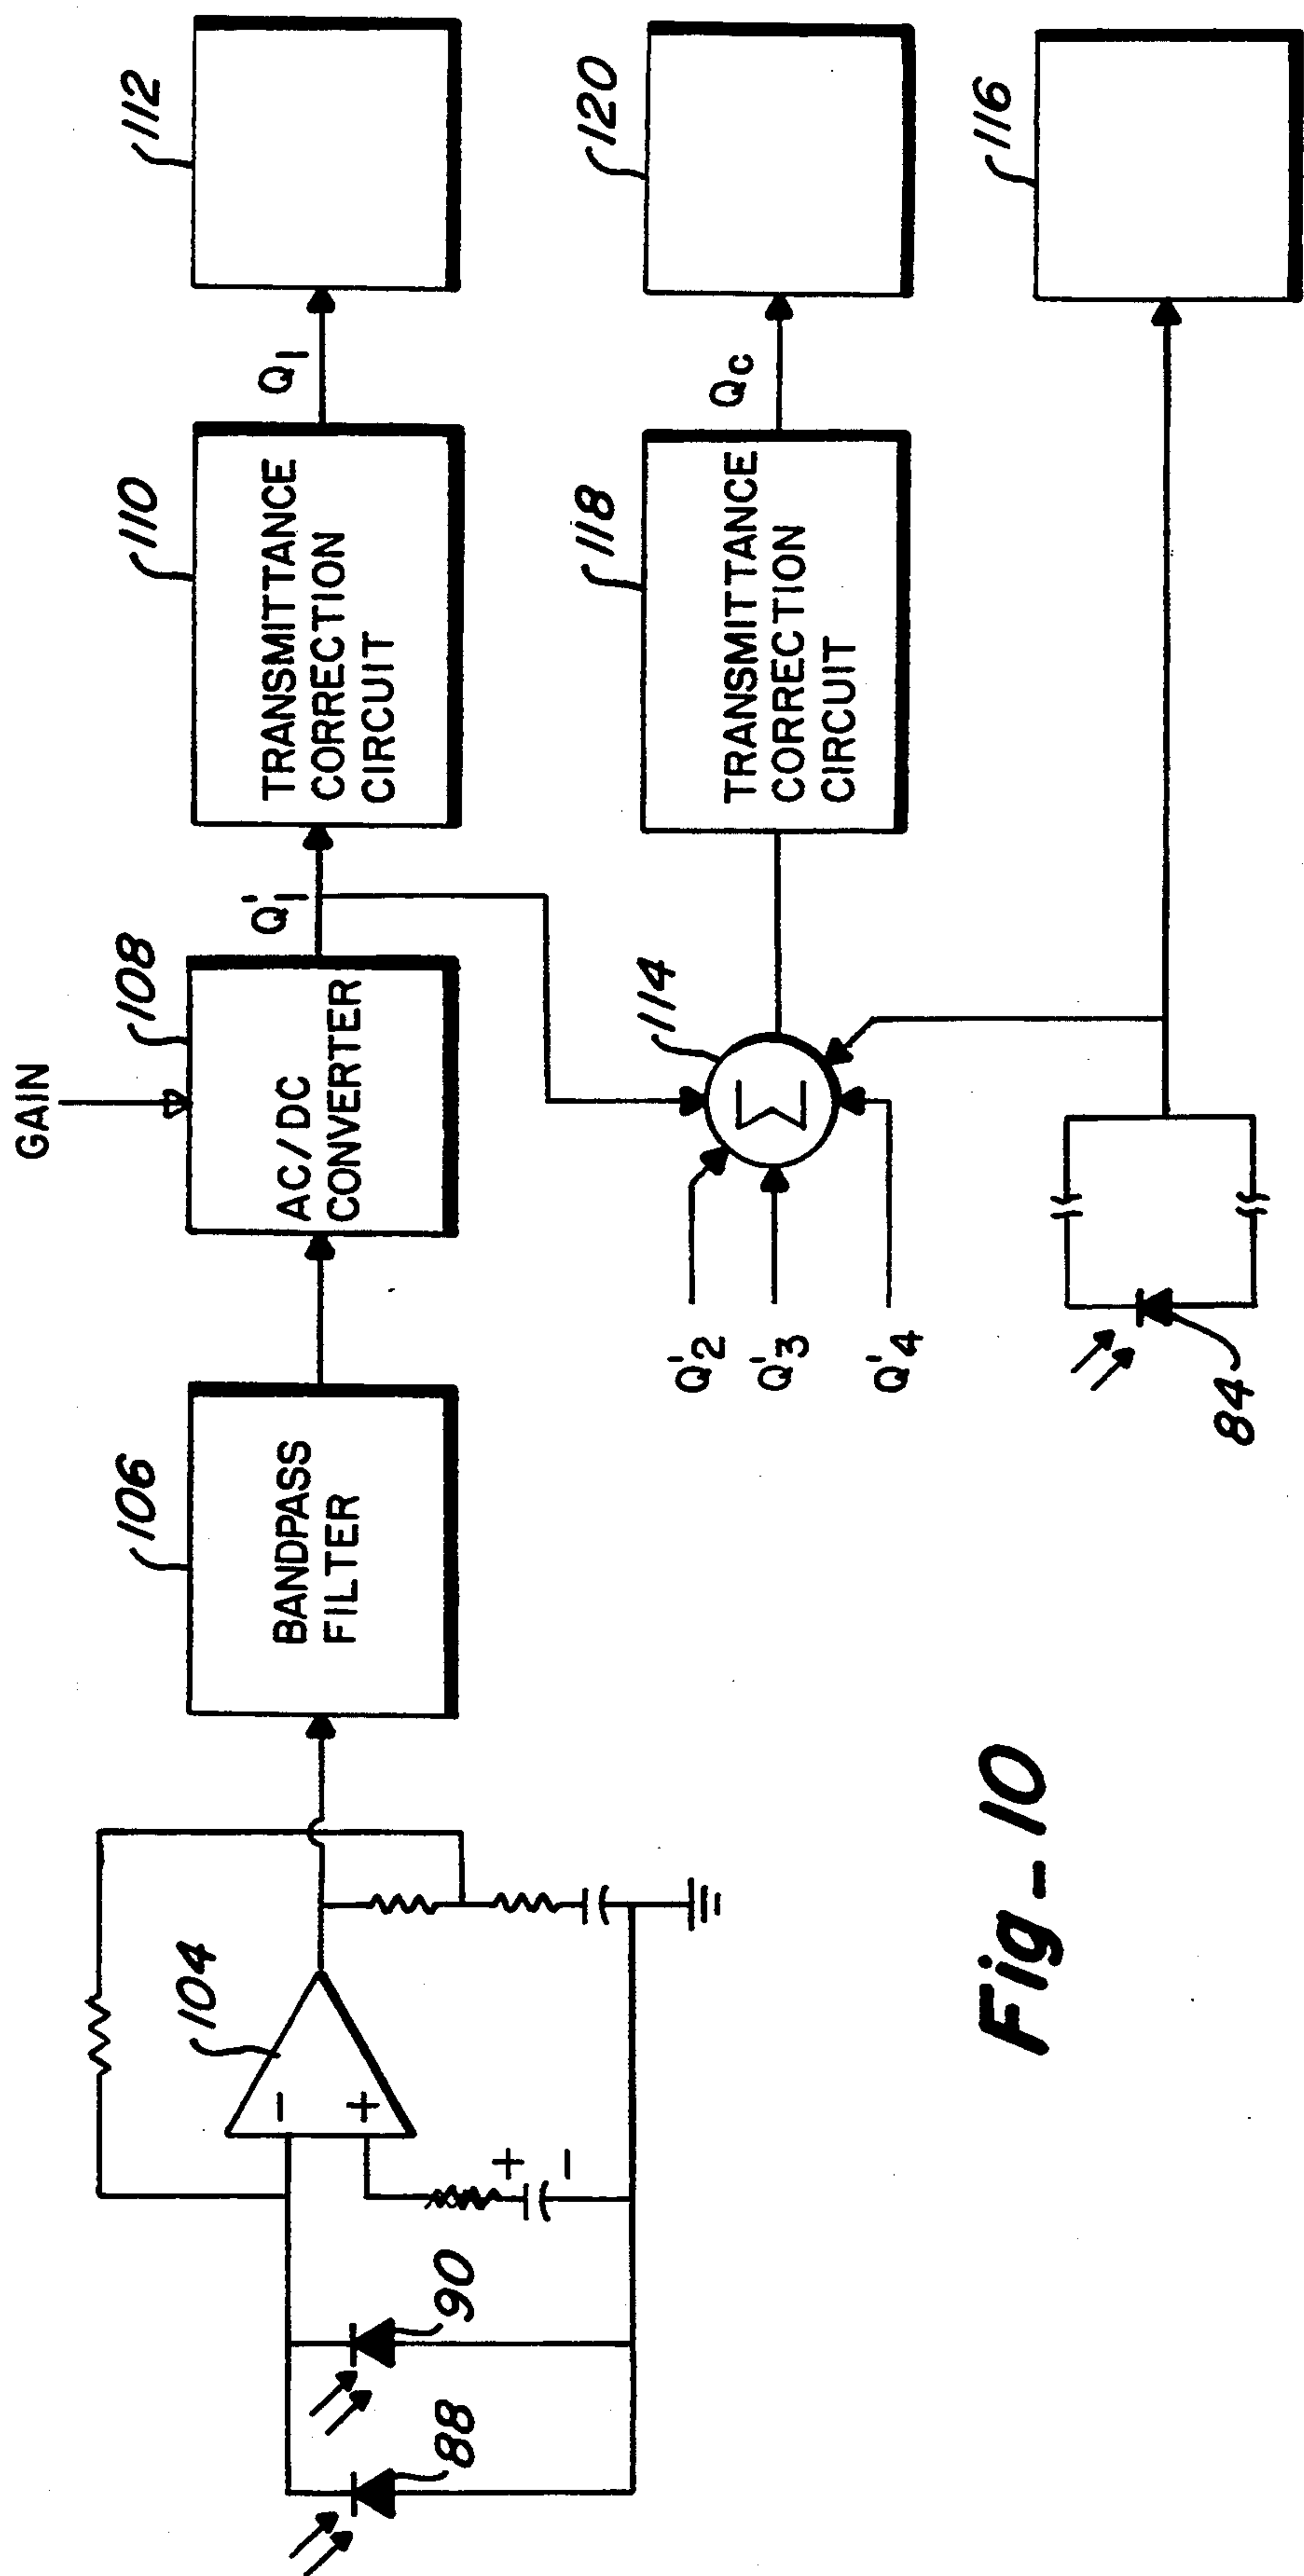 GAIN
104
106
108
110
112
BANDPASS
FILTER
AC/DC
CONVERTER
Q'1
TRANSMITTANCE
CORRECTION
CIRCUIT
Q1
-
+
+
-
88
90
Q'2
Q'3
Q'4
114
Σ
118
TRANSMITTANCE
CORRECTION
CIRCUIT
Qc
120
84
116
Fig-10